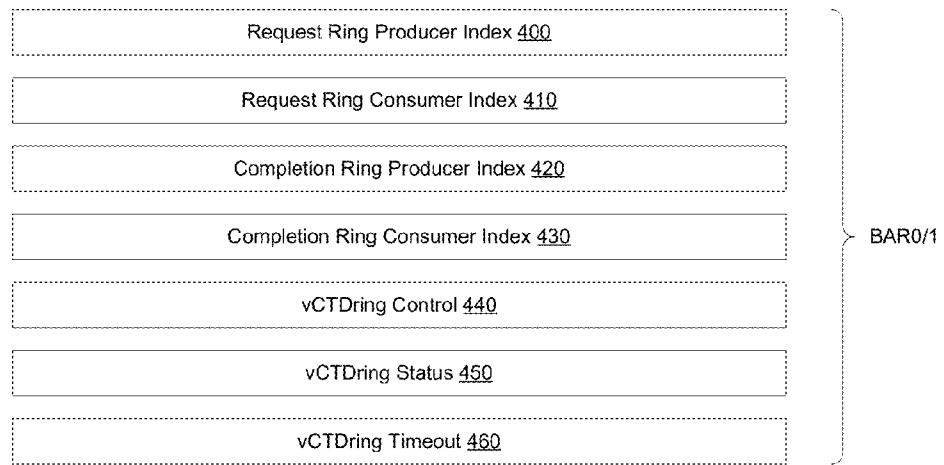 Request Ring Producer Index 400
Request Ring Consumer Index 410
Completion Ring Producer Index 420
Completion Ring Consumer Index 430
BAR0/1
vCTDring Control 440
vCTDring Status 450
vCTDring Timeout 460